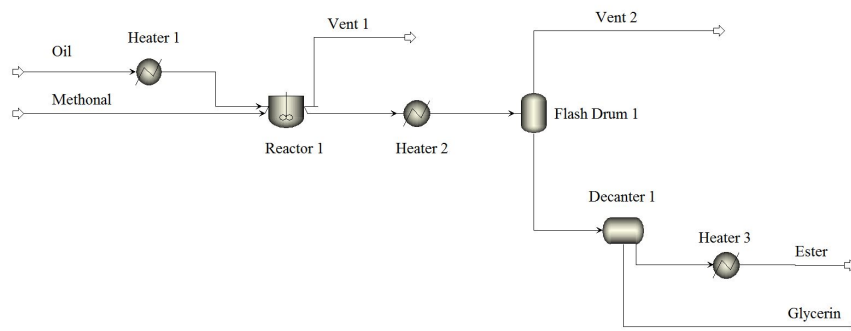 Vent 1
Vent 2
Heater 1
Oil
Methonal
Reactor 1
Heater 2
Flash Drum 1
Decanter 1
Heater 3
Ester
Glycerin